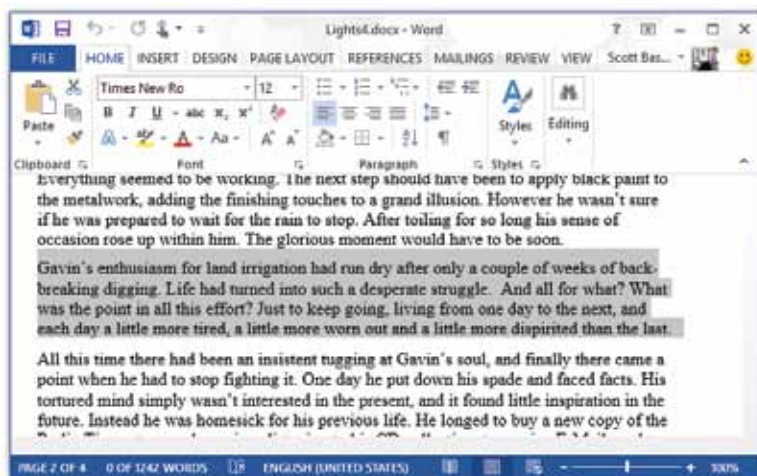 Lights4.docx - Word
FILE HOME INSERT DESIGN PAGE LAYOUT REFERENCES MAILINGS REVIEW VIEW Scott Bas...
Times New Ro 12
Paste
Styles Editing
Clipboard Font Paragraph Styles
Everything seemed to be working. The next step should have been to apply black paint to
the metalwork, adding the finishing touches to a grand illusion. However he wasn't sure
if he was prepared to wait for the rain to stop. After toiling for so long his sense of
occasion rose up within him. The glorious moment would have to be soon.
Gavin's enthusiasm for land irrigation had run dry after only a couple of weeks of back-
breaking digging. Life had turned into such a desperate struggle.  And all for what? What
was the point in all this effort? Just to keep going, living from one day to the next, and
each day a little more tired, a little more worn out and a little more dispirited than the last.
All this time there had been an insistent tugging at Gavin's soul, and finally there came a
point when he had to stop fighting it. One day he put down his spade and faced facts. His
tortured mind simply wasn't interested in the present, and it found little inspiration in the
future. Instead he was homesick for his previous life. He longed to buy a new copy of the
PAGE 2 OF 4 0 OF 1242 WORDS ENGLISH (UNITED STATES) 100%